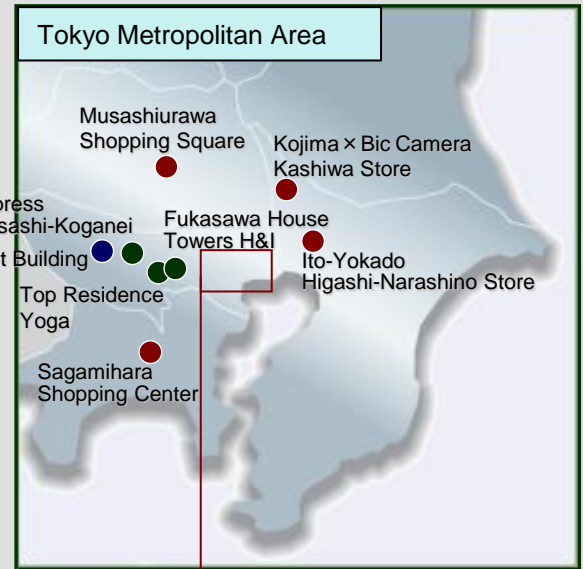 Tokyo Metropolitan Area
Musashiurawa
Shopping Square
Kojima × Bic Camera
Kashiwa Store
Fukasawa House
Towers H&I
Ito-Yokado
Higashi-Narashino Store
Building
Top Residence
Yoga
Sagamihara
Shopping Center